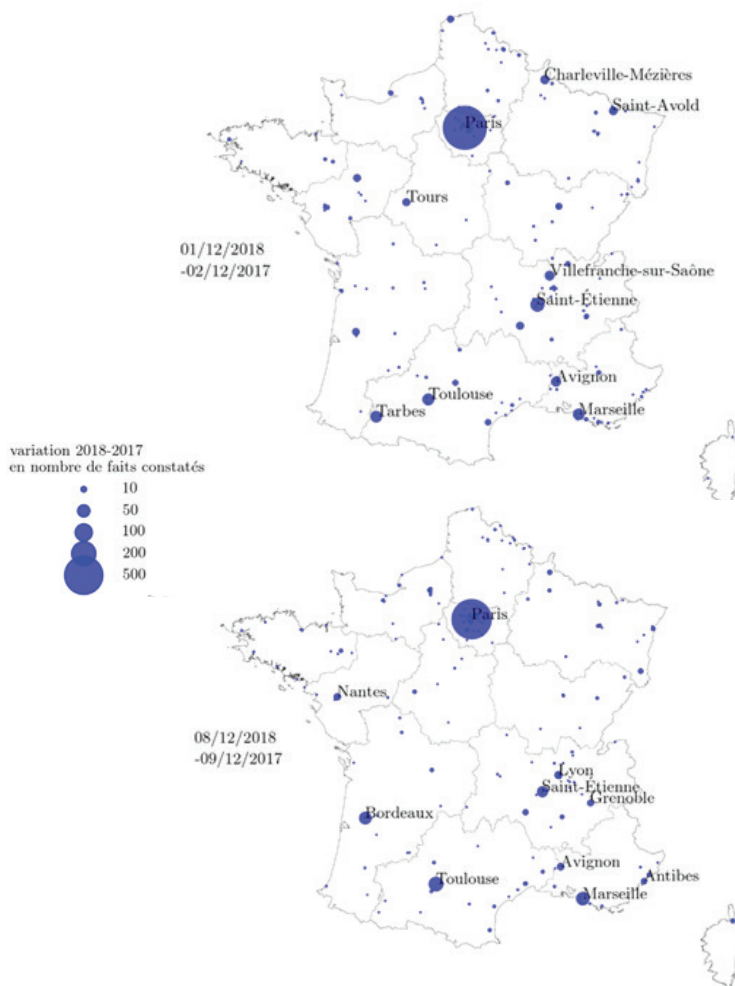 Charleville-Mézières
Saint-Avold
Paris
Tours
01/12/2018
-02/12/2017
Villefranche-sur-Saône
Saint-Étienne
Avignon
Toulouse
Tarbes
Marseille
variation 2018-2017
en nombre de faits constatés
10
50
100
200
500
Paris
Nantes
08/12/2018
-09/12/2017
Lyon
Saint-Étienne
Grenoble
Bordeaux
Avignon
Toulouse
Antibes
Marseille